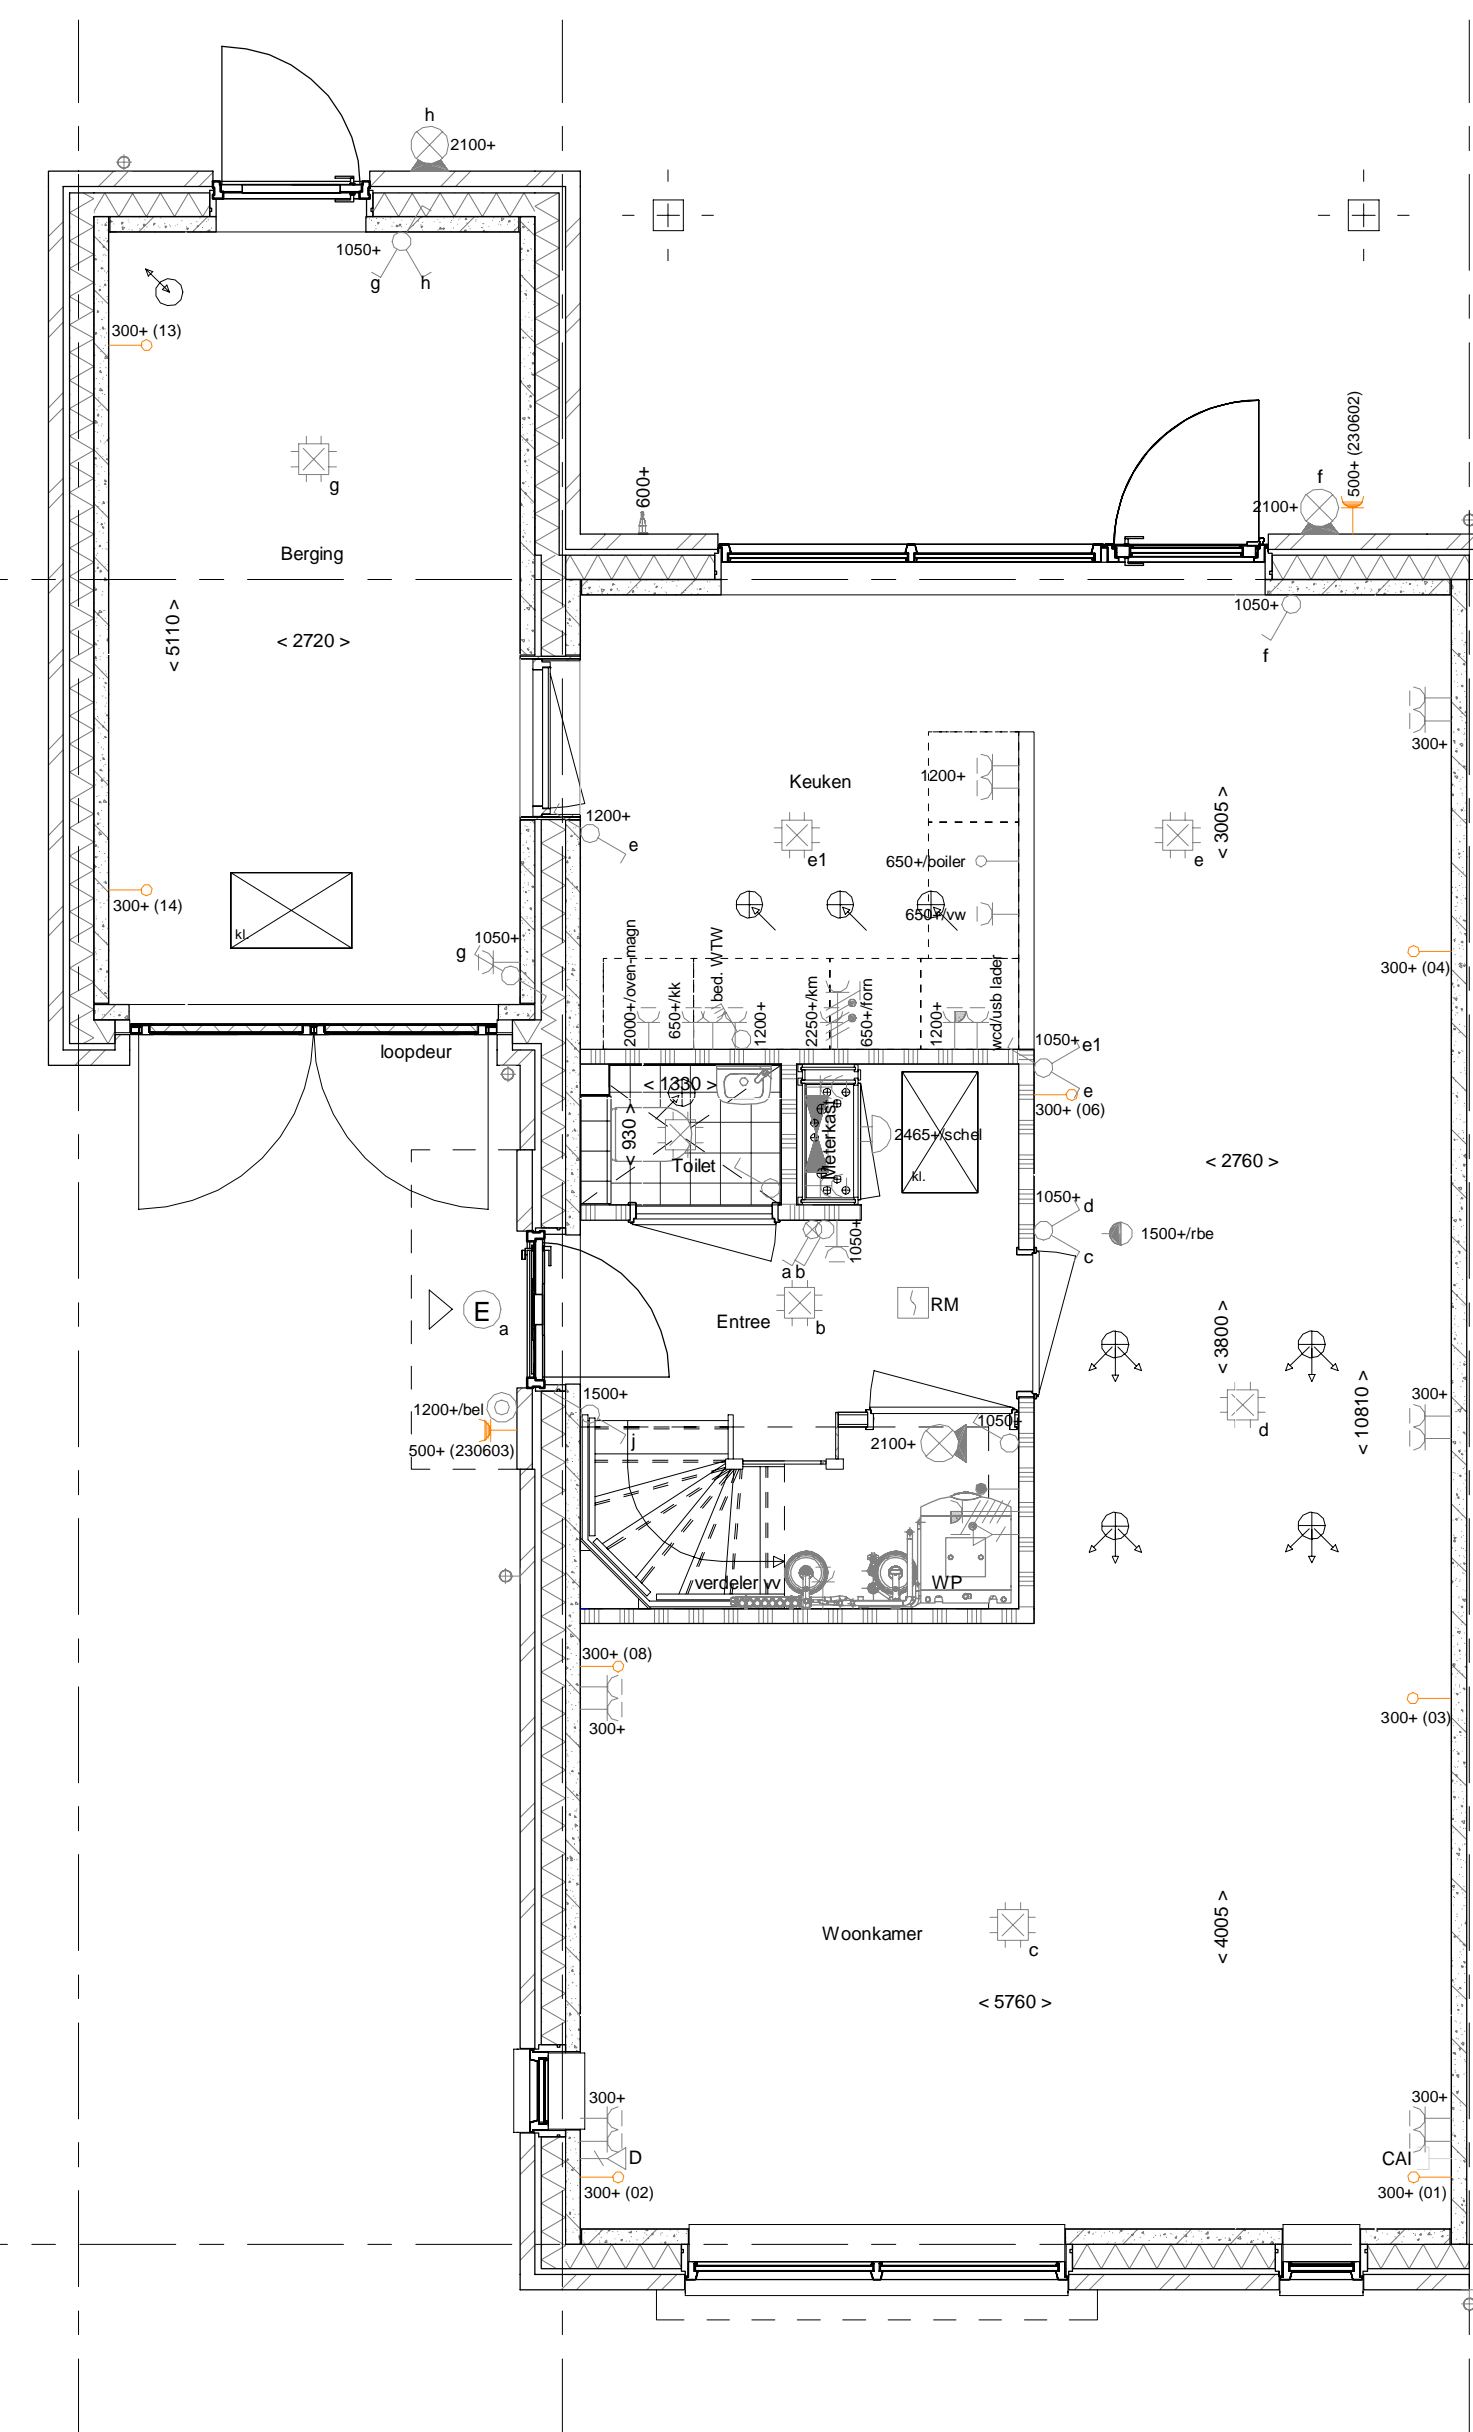 h
2100+
1050+
g
h
300+ (13)
g
Berging
< 5110 >
< 2720 >
300+ (14)
kl.
1050+
g
loopdeur
600+
500+ (230602)
f
2100+
1050+
f
300+
1200+
e
Keuken
e1
1200+
650+/boiler
650+/vw
< 3005 >
e
300+ (04)
2000+/oven-magn
650+/kk
bed. WTW
1200+
2250+/km
650+/forn
1200+
wcd/usb lader
1050+
e1
e
300+ (06)
< 1330 >
< 930 >
Toilet
Meterkast
2465+/schel
kl.
< 2760 >
1050+
d
c
1500+/rbe
a b
1050+
E
a
Entree
b
RM
< 3800 >
< 10810 >
300+
d
1200+/bel
500+ (230603)
1500+
j
2100+
1050+
verdeler vv
WP
300+ (08)
300+
300+ (03)
Woonkamer
c
< 4005 >
< 5760 >
300+
D
300+ (02)
300+
CAI
300+ (01)